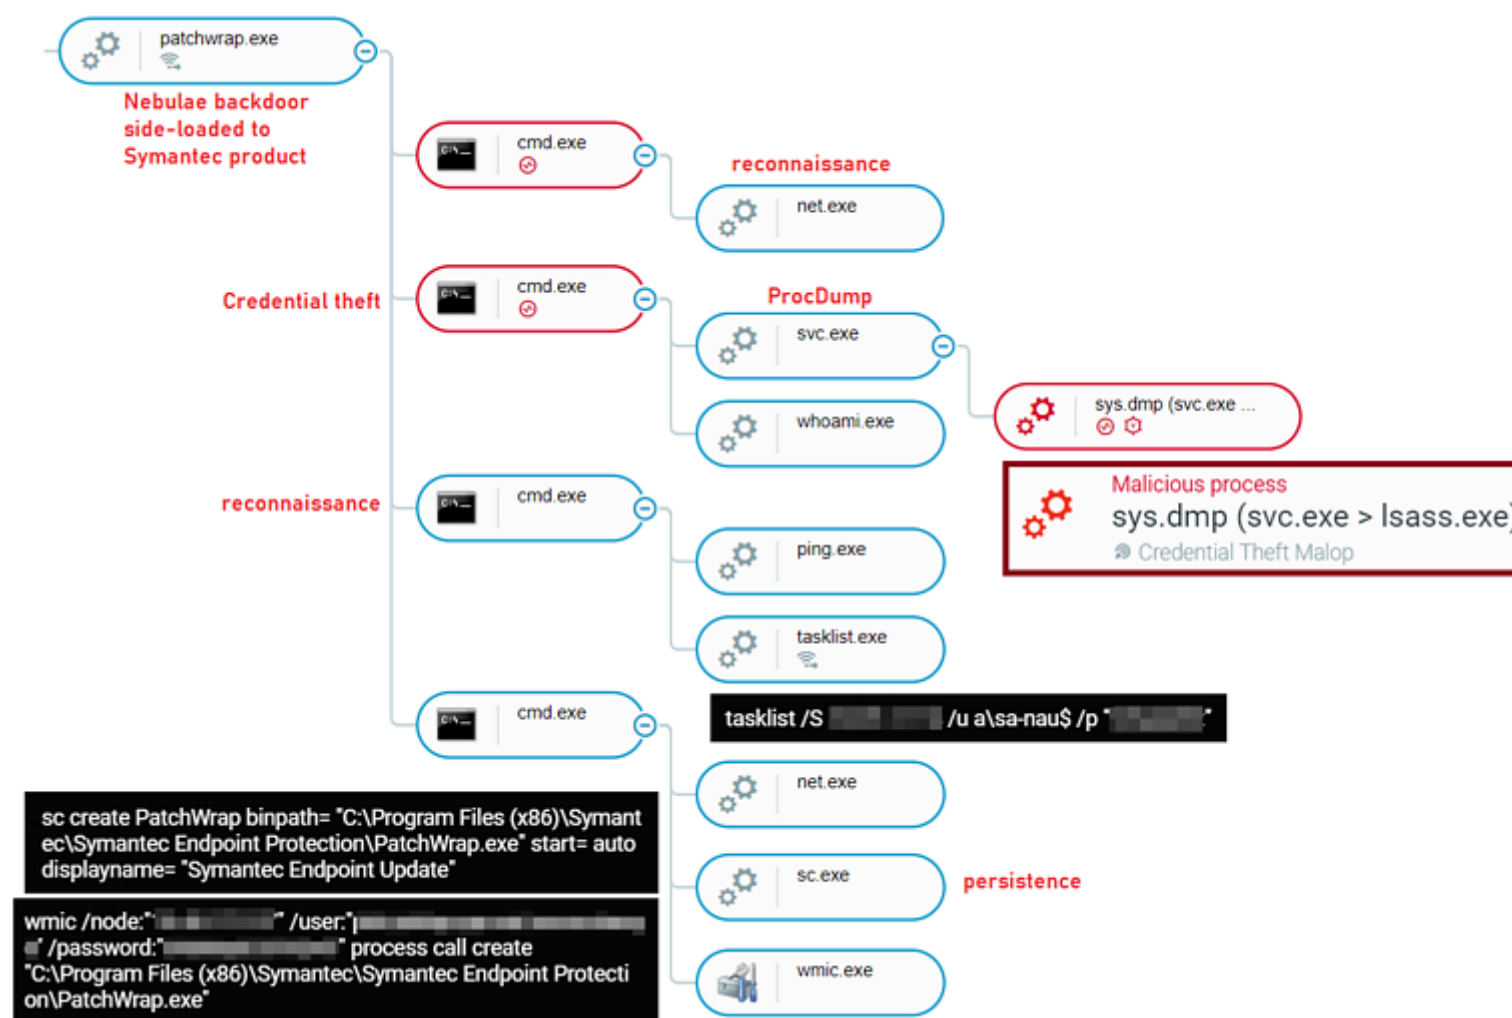 patchwrap.exe
Nebulae backdoor
side-loaded to
Symantec product
cmd.exe
reconnaissance
net.exe
Credential theft
cmd.exe
ProcDump
svc.exe
whoami.exe
sys.dmp (svc.exe ...
Malicious process
sys.dmp (svc.exe > lsass.exe)
Credential Theft Malop
reconnaissance
cmd.exe
ping.exe
tasklist.exe
tasklist /S /u a\sa-nau$ /p " "
cmd.exe
net.exe
sc create PatchWrap binpath= "C:\Program Files (x86)\Symant
ec\Symantec Endpoint Protection\PatchWrap.exe" start= auto
displayname= "Symantec Endpoint Update"
sc.exe
persistence
wmic /node:" " /user:"
" /password:" " process call create
"C:\Program Files (x86)\Symantec\Symantec Endpoint Protecti
on\PatchWrap.exe"
wmic.exe